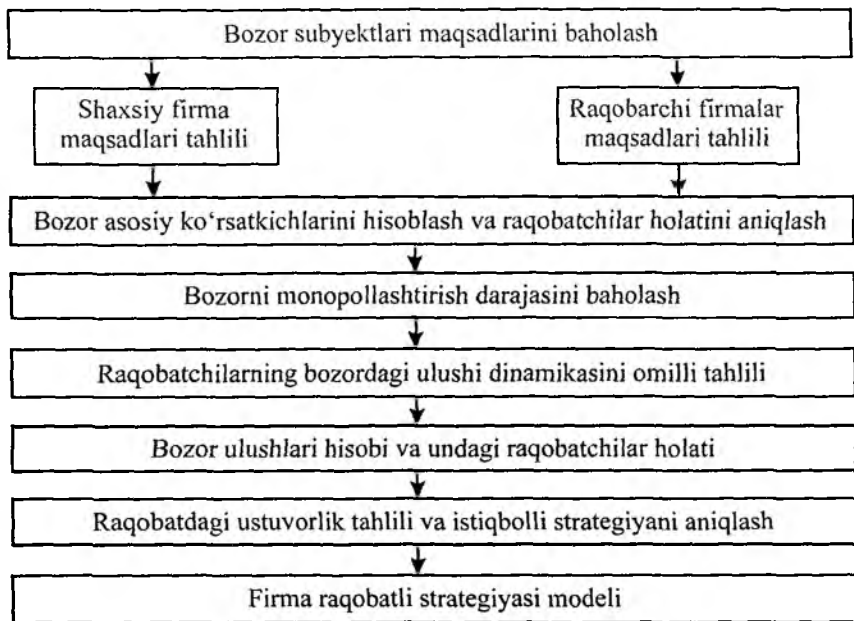 Bozor subyektlari maqsadlarini baholash
Shaxsiy firma
maqsadlari tahlili
Raqobarchi firmalar
maqsadlari tahlili
Bozor asosiy ko‘rsatkichlarini hisoblash va raqobatchilar holatini aniqlash
Bozorni monopollashtirish darajasini baholash
Raqobatchilarning bozordagi ulushi dinamikasini omilli tahlili
Bozor ulushlari hisobi va undagi raqobatchilar holati
Raqobatdagi ustuvorlik tahlili va istiqbolli strategiyani aniqlash
Firma raqobatli strategiyasi modeli